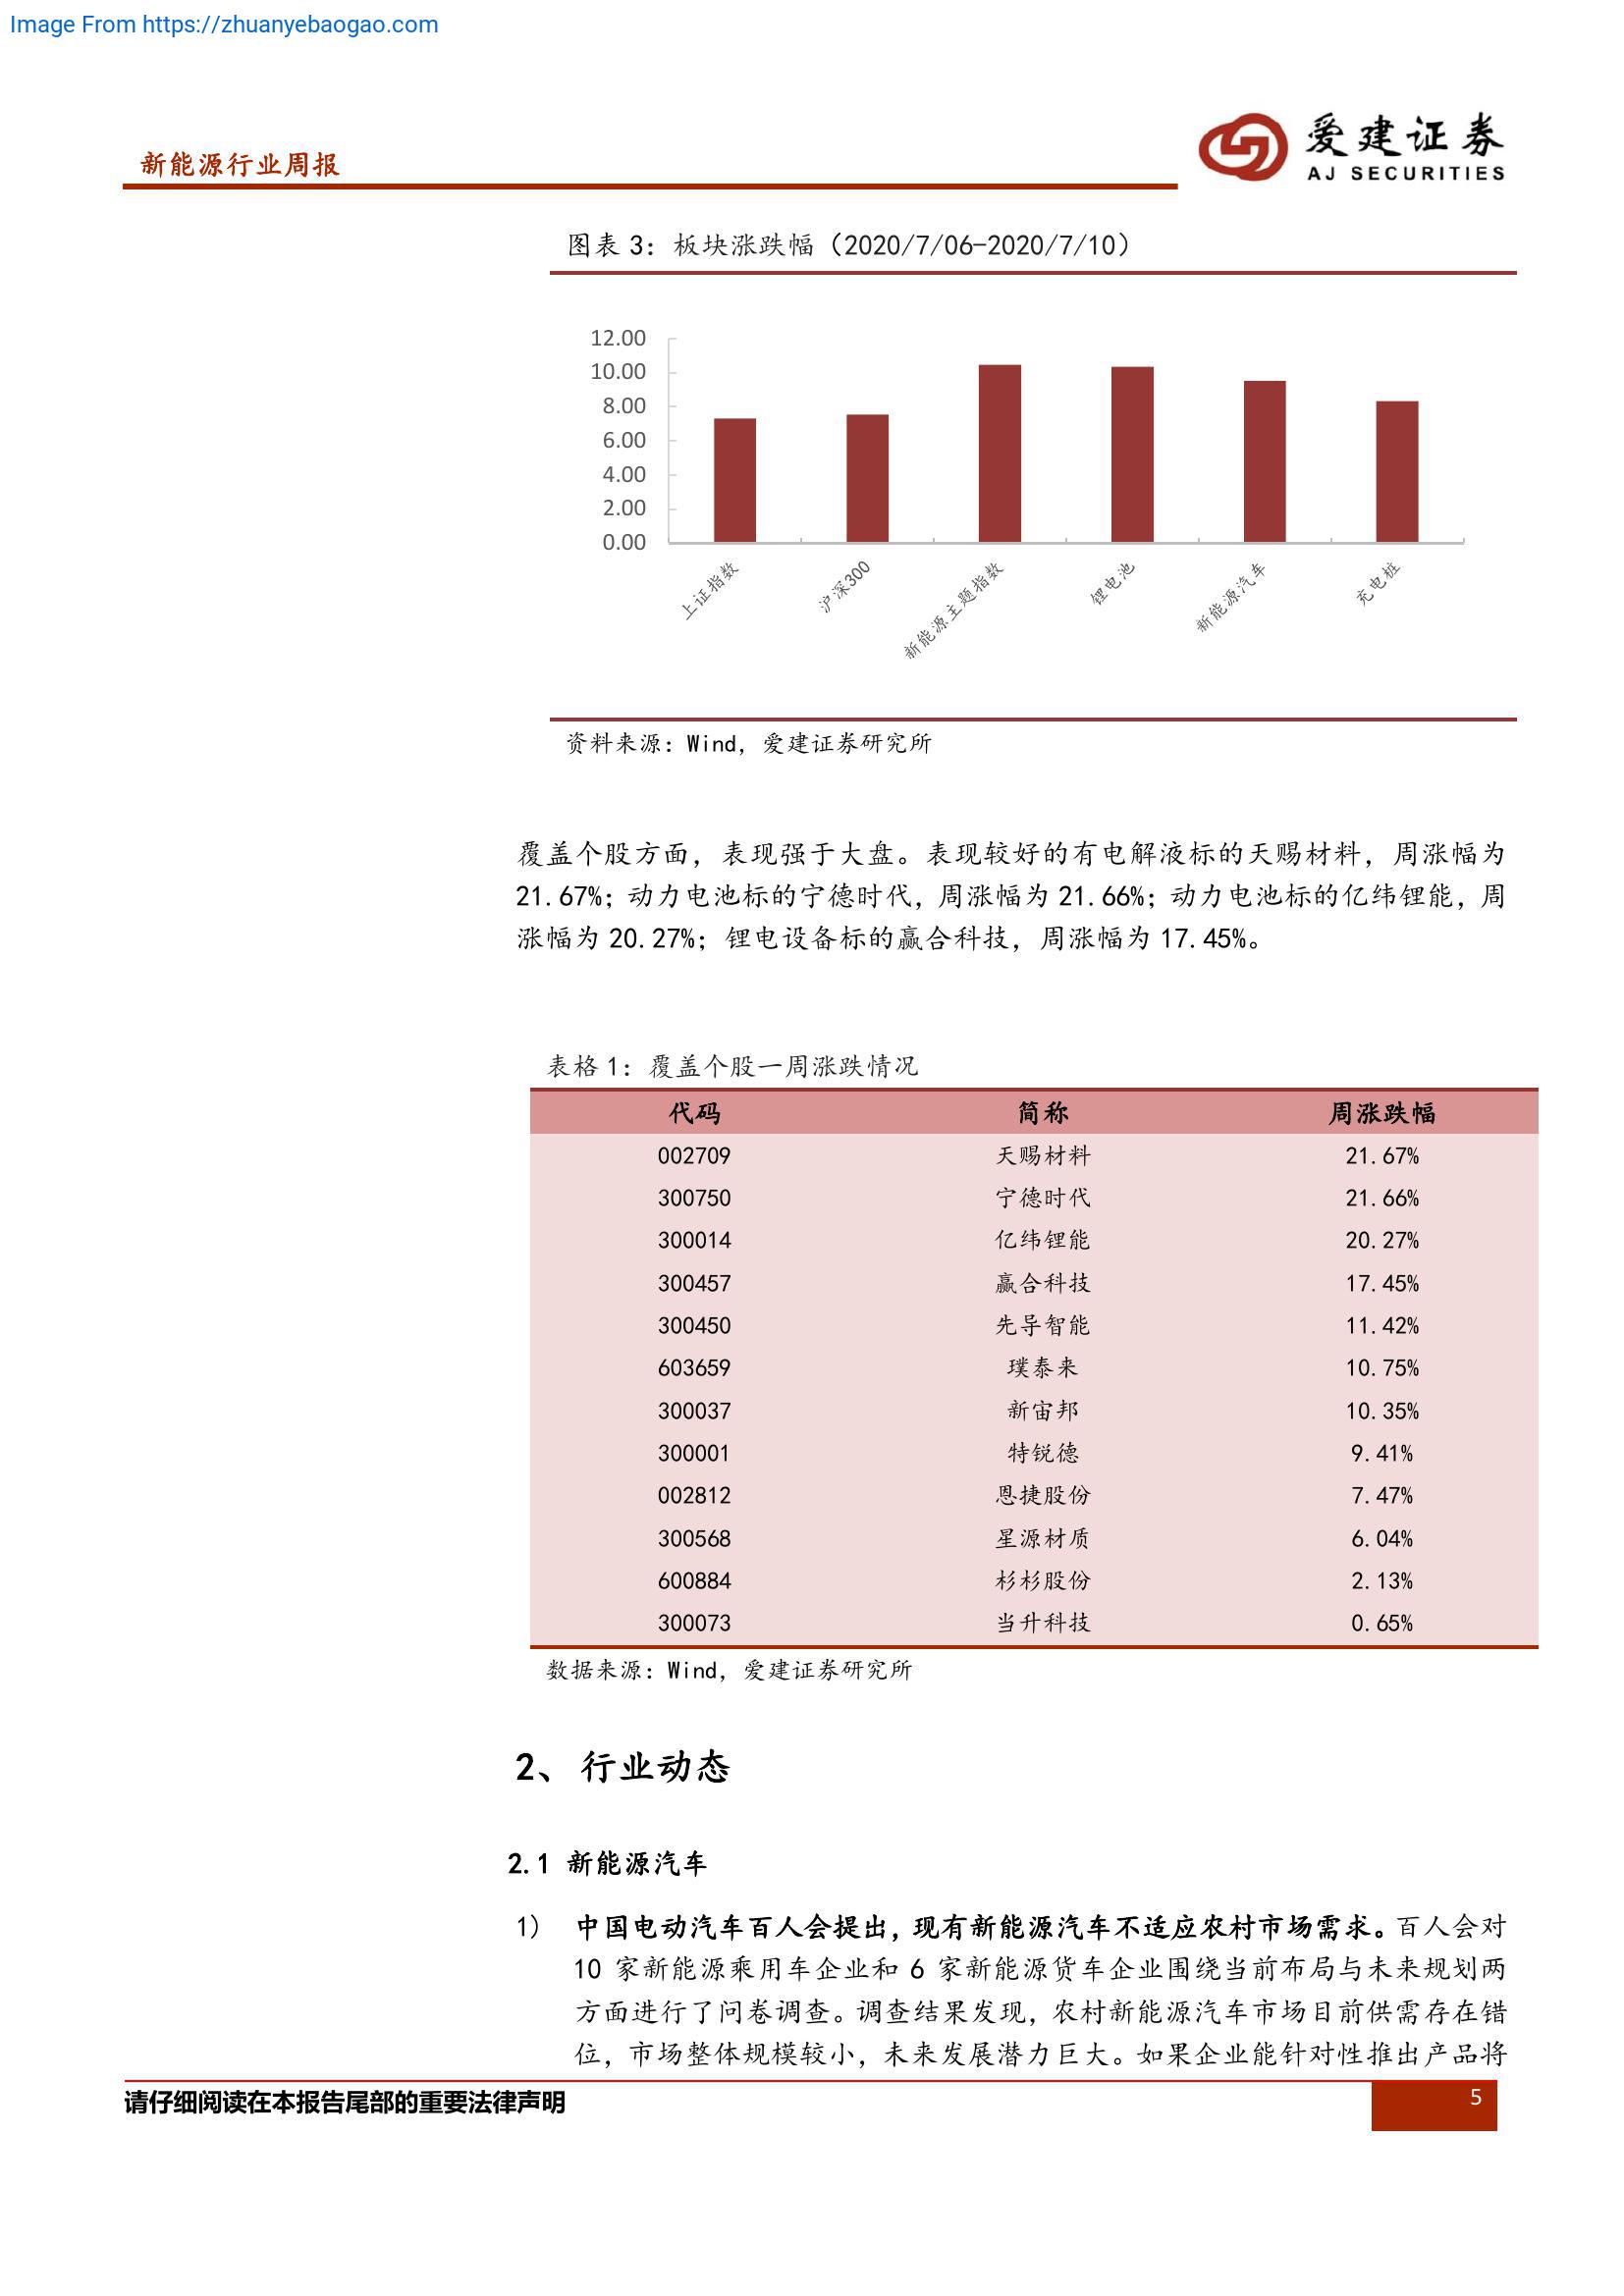 Image From https://zhuanyebaogao.com
新能源行业周报
爱建证券
AJ SECURITIES
图表 3：板块涨跌幅（2020/7/06-2020/7/10）
12.00
10.00
8.00
6.00
4.00
2.00
0.00
上证指数
沪深300
新能源主题指数
锂电池
新能源汽车
充电桩
资料来源：Wind，爱建证券研究所
覆盖个股方面，表现强于大盘。表现较好的有电解液标的天赐材料，周涨幅为
21.67%；动力电池标的宁德时代，周涨幅为 21.66%；动力电池标的亿纬锂能，周
涨幅为 20.27%；锂电设备标的赢合科技，周涨幅为 17.45%。
表格 1：覆盖个股一周涨跌情况
代码 简称 周涨跌幅
002709 天赐材料 21.67%
300750 宁德时代 21.66%
300014 亿纬锂能 20.27%
300457 赢合科技 17.45%
300450 先导智能 11.42%
603659 璞泰来 10.75%
300037 新宙邦 10.35%
300001 特锐德 9.41%
002812 恩捷股份 7.47%
300568 星源材质 6.04%
600884 杉杉股份 2.13%
300073 当升科技 0.65%
数据来源：Wind，爱建证券研究所
2、 行业动态
2.1 新能源汽车
1） 中国电动汽车百人会提出，现有新能源汽车不适应农村市场需求。百人会对
10 家新能源乘用车企业和 6 家新能源货车企业围绕当前布局与未来规划两
方面进行了问卷调查。调查结果发现，农村新能源汽车市场目前供需存在错
位，市场整体规模较小，未来发展潜力巨大。如果企业能针对性推出产品将
请仔细阅读在本报告尾部的重要法律声明
5